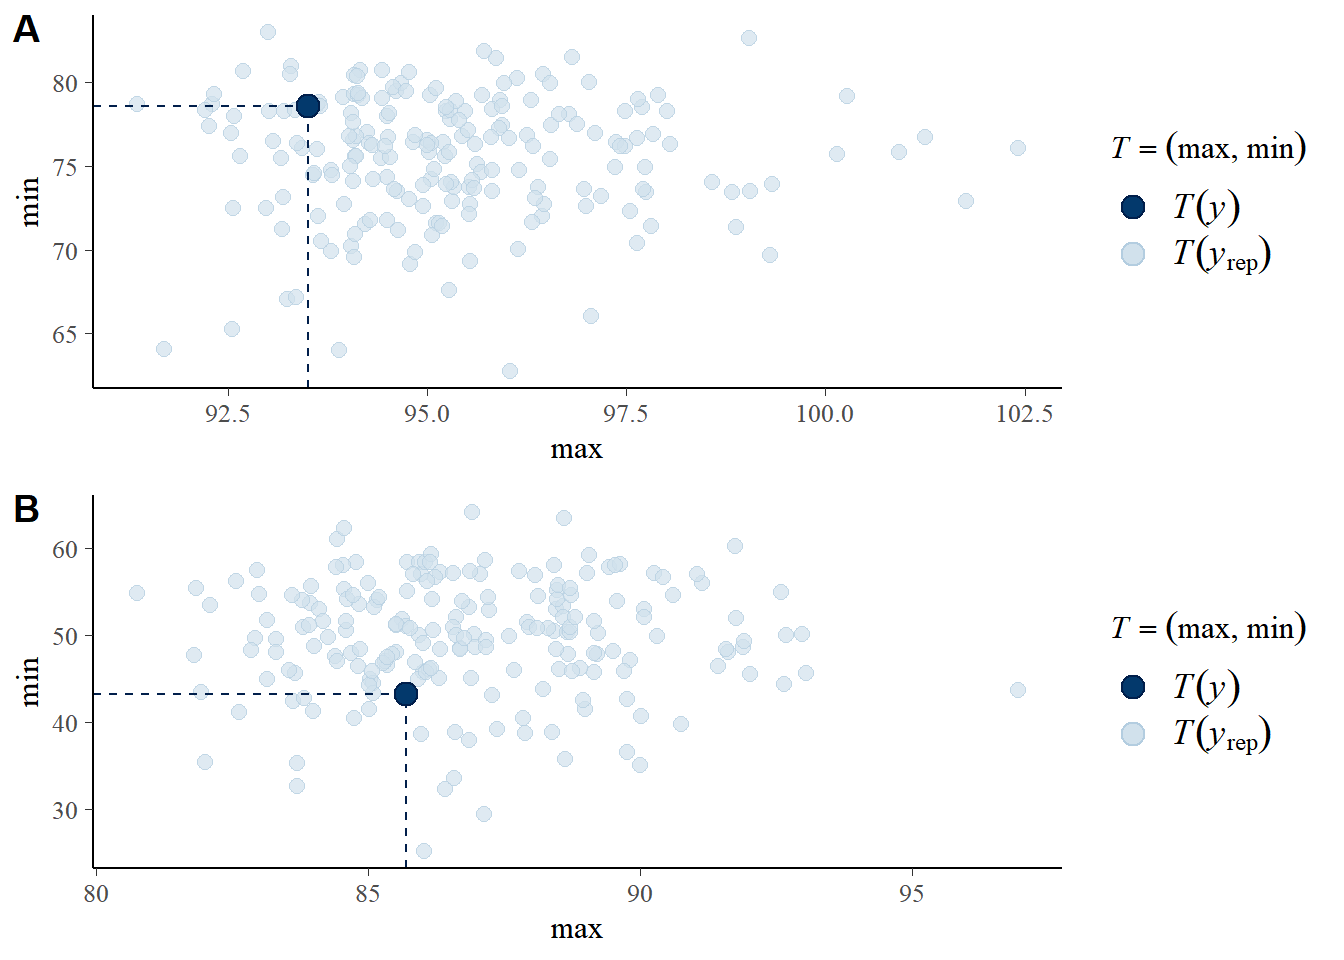 A
80
75
70
65
min
92.5 95.0 97.5 100.0 102.5
max
T = (max, min)
T(y)
T(yrep)
B
60
50
40
30
min
80 85 90 95
max
T = (max, min)
T(y)
T(yrep)